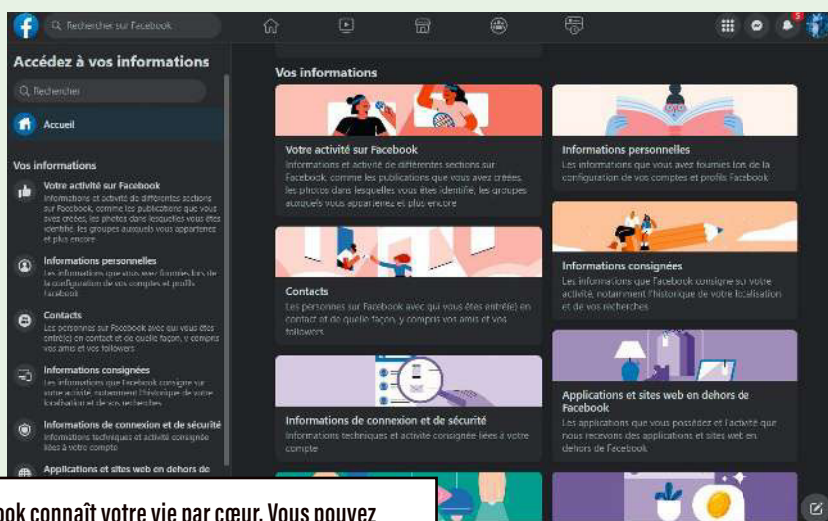 Rechercher sur Facebook
5
Accédez à vos informations
Rechercher
Accueil
Vos informations
Votre activité sur Facebook
Informations et activité de différentes sections
sur Facebook, comme les publications que vous
avez créées, les photos dans lesquelles vous êtes
identifié, les groupes auxquels vous appartenez
et plus encore
Informations personnelles
Les informations que vous avez fournies lors de
la configuration de vos comptes et profils
Facebook
Contacts
Les personnes sur Facebook avec qui vous êtes
entré(e) en contact et de quelle façon, y compris
vos amis et vos followers
Informations consignées
Les informations que Facebook consigne sur
votre activité, notamment l'historique de votre
localisation et de vos recherches
Informations de connexion et de sécurité
Informations techniques et activité consignée
liées à votre compte
Applications et sites web en dehors de
Vos informations
Votre activité sur Facebook
Informations et activité de différentes sections sur
Facebook, comme les publications que vous avez créées,
les photos dans lesquelles vous êtes identifié, les groupes
auxquels vous appartenez et plus encore
Informations personnelles
Les informations que vous avez fournies lors de la
configuration de vos comptes et profils Facebook
Contacts
Les personnes sur Facebook avec qui vous êtes entré(e) en
contact et de quelle façon, y compris vos amis et vos
followers
Informations consignées
Les informations que Facebook consigne sur votre
activité, notamment l'historique de votre localisation
et de vos recherches
Informations de connexion et de sécurité
Informations techniques et activité consignée liées à votre
compte
Applications et sites web en dehors de
Facebook
Les applications que vous possédez et l'activité que
nous recevons des applications et sites web en
dehors de Facebook
ook connaît votre vie par cœur. Vous pouvez